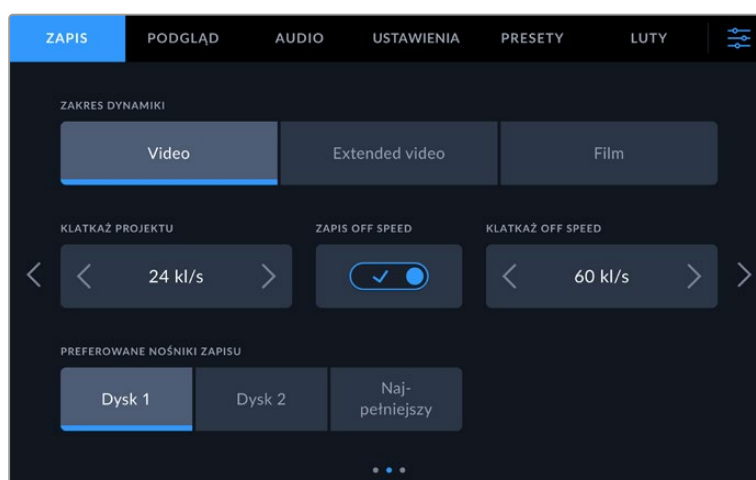 ZAPIS PODGLĄD AUDIO USTAWIENIA PRESETY LUTY
ZAKRES DYNAMIKI
Video Extended video Film
KLATKAŻ PROJEKTU ZAPIS OFF SPEED KLATKAŻ OFF SPEED
24 kl/s 60 kl/s
PREFEROWANE NOŚNIKI ZAPISU
Dysk 1 Dysk 2 Naj-
pełniejszy